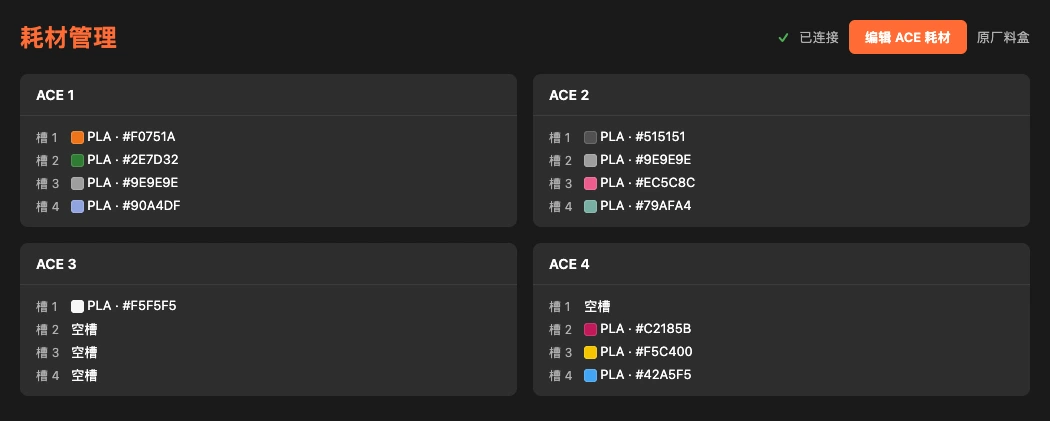 耗材管理
✓ 已连接 编辑 ACE 耗材 原厂料盒
ACE 1
槽 1 PLA · #F0751A
槽 2 PLA · #2E7D32
槽 3 PLA · #9E9E9E
槽 4 PLA · #90A4DF
ACE 2
槽 1 PLA · #515151
槽 2 PLA · #9E9E9E
槽 3 PLA · #EC5C8C
槽 4 PLA · #79AFA4
ACE 3
槽 1 PLA · #F5F5F5
槽 2 空槽
槽 3 空槽
槽 4 空槽
ACE 4
槽 1 空槽
槽 2 PLA · #C2185B
槽 3 PLA · #F5C400
槽 4 PLA · #42A5F5